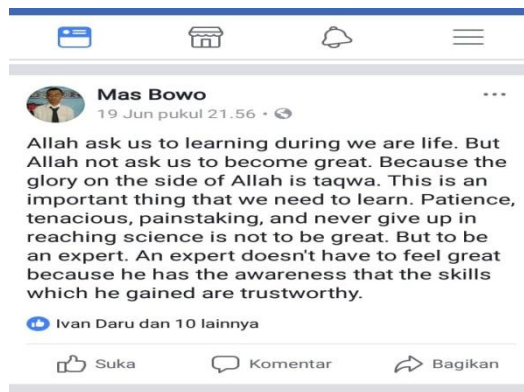 Mas Bowo
19 Jun pukul 21.56
Allah ask us to learning during we are life. But
Allah not ask us to become great. Because the
glory on the side of Allah is taqwa. This is an
important thing that we need to learn. Patience,
tenacious, painstaking, and never give up in
reaching science is not to be great. But to be
an expert. An expert doesn't have to feel great
because he has the awareness that the skills
which he gained are trustworthy.
Ivan Daru dan 10 lainnya
Suka Komentar Bagikan